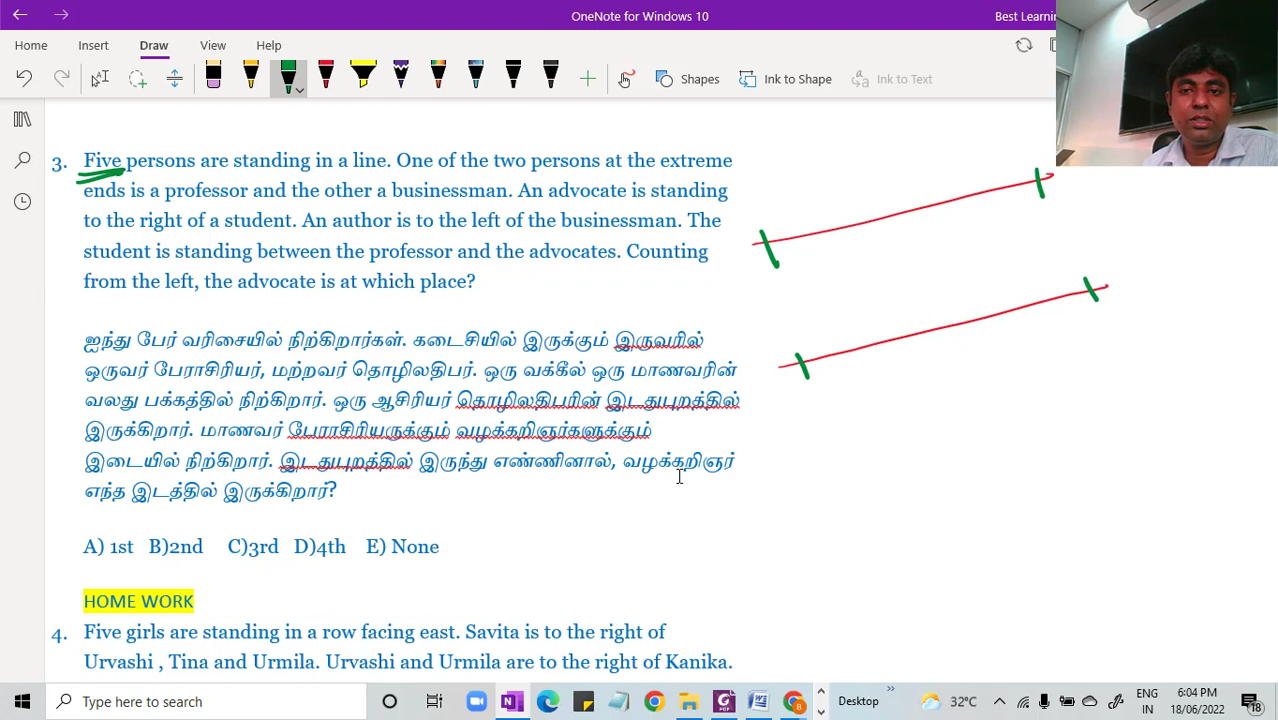 OneNote for Windows 10
Best Learnin
Home Insert Draw View Help
Shapes Ink to Shape Ink to Text
3. Five persons are standing in a line. One of the two persons at the extreme
ends is a professor and the other a businessman. An advocate is standing
to the right of a student. An author is to the left of the businessman. The
student is standing between the professor and the advocates. Counting
from the left, the advocate is at which place?
ஐந்து பேர் வரிசையில் நிற்கிறார்கள். கடைசியில் இருக்கும் இருவரில்
ஒருவர் பேராசிரியர், மற்றவர் தொழிலதிபர். ஒரு வக்கீல் ஒரு மாணவரின்
வலது பக்கத்தில் நிற்கிறார். ஒரு ஆசிரியர் தொழிலதிபரின் இடதுபுறத்தில்
இருக்கிறார். மாணவர் பேராசிரியருக்கும் வழக்கறிஞர்களுக்கும்
இடையில் நிற்கிறார். இடதுபுறத்தில் இருந்து எண்ணினால், வழக்கறிஞர்
எந்த இடத்தில் இருக்கிறார்?
A) 1st B)2nd C)3rd D)4th E) None
HOME WORK
4. Five girls are standing in a row facing east. Savita is to the right of
Urvashi , Tina and Urmila. Urvashi and Urmila are to the right of Kanika.
Type here to search
Desktop
32°C
ENG
IN
6:04 PM
18/06/2022
18